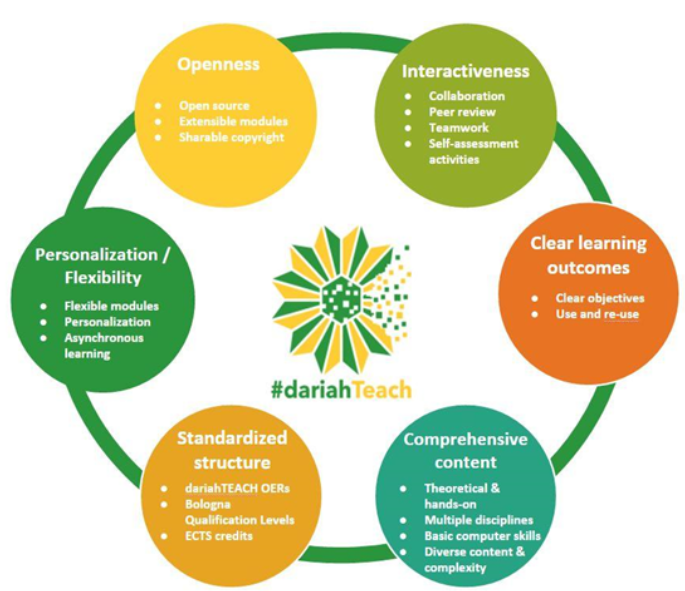 Openness
● Open source
● Extensible modules
● Sharable copyright
Interactiveness
● Collaboration
● Peer review
● Teamwork
● Self-assessment
activities
Clear learning
outcomes
● Clear objectives
● Use and re-use
Comprehensive
content
● Theoretical &
hands-on
● Multiple disciplines
● Basic computer skills
● Diverse content &
complexity
Standardized
structure
● dariahTEACH OERs
● Bologna
Qualification Levels
● ECTS credits
Personalization /
Flexibility
● Flexible modules
● Personalization
● Asynchronous
learning
#dariahTeach